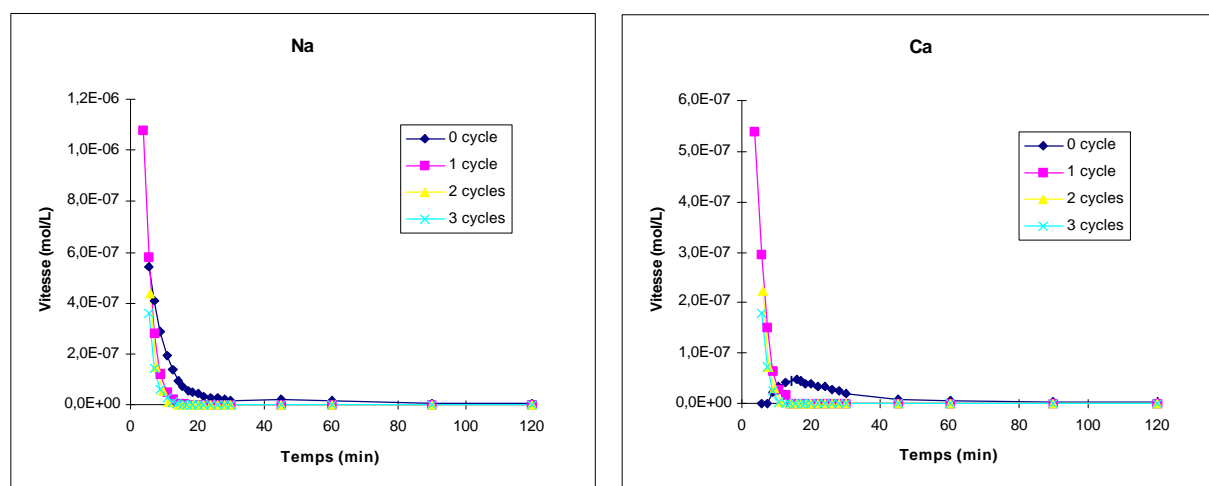 Na
1,2E-06
1,0E-06
8,0E-07
6,0E-07
4,0E-07
2,0E-07
0,0E+00
Vitesse (mol/L)
0 20 40 60 80 100 120
Temps (min)
0 cycle
1 cycle
2 cycles
3 cycles
Ca
6,0E-07
5,0E-07
4,0E-07
3,0E-07
2,0E-07
1,0E-07
0,0E+00
Vitesse (mol/L)
0 20 40 60 80 100 120
Temps (min)
0 cycle
1 cycle
2 cycles
3 cycles